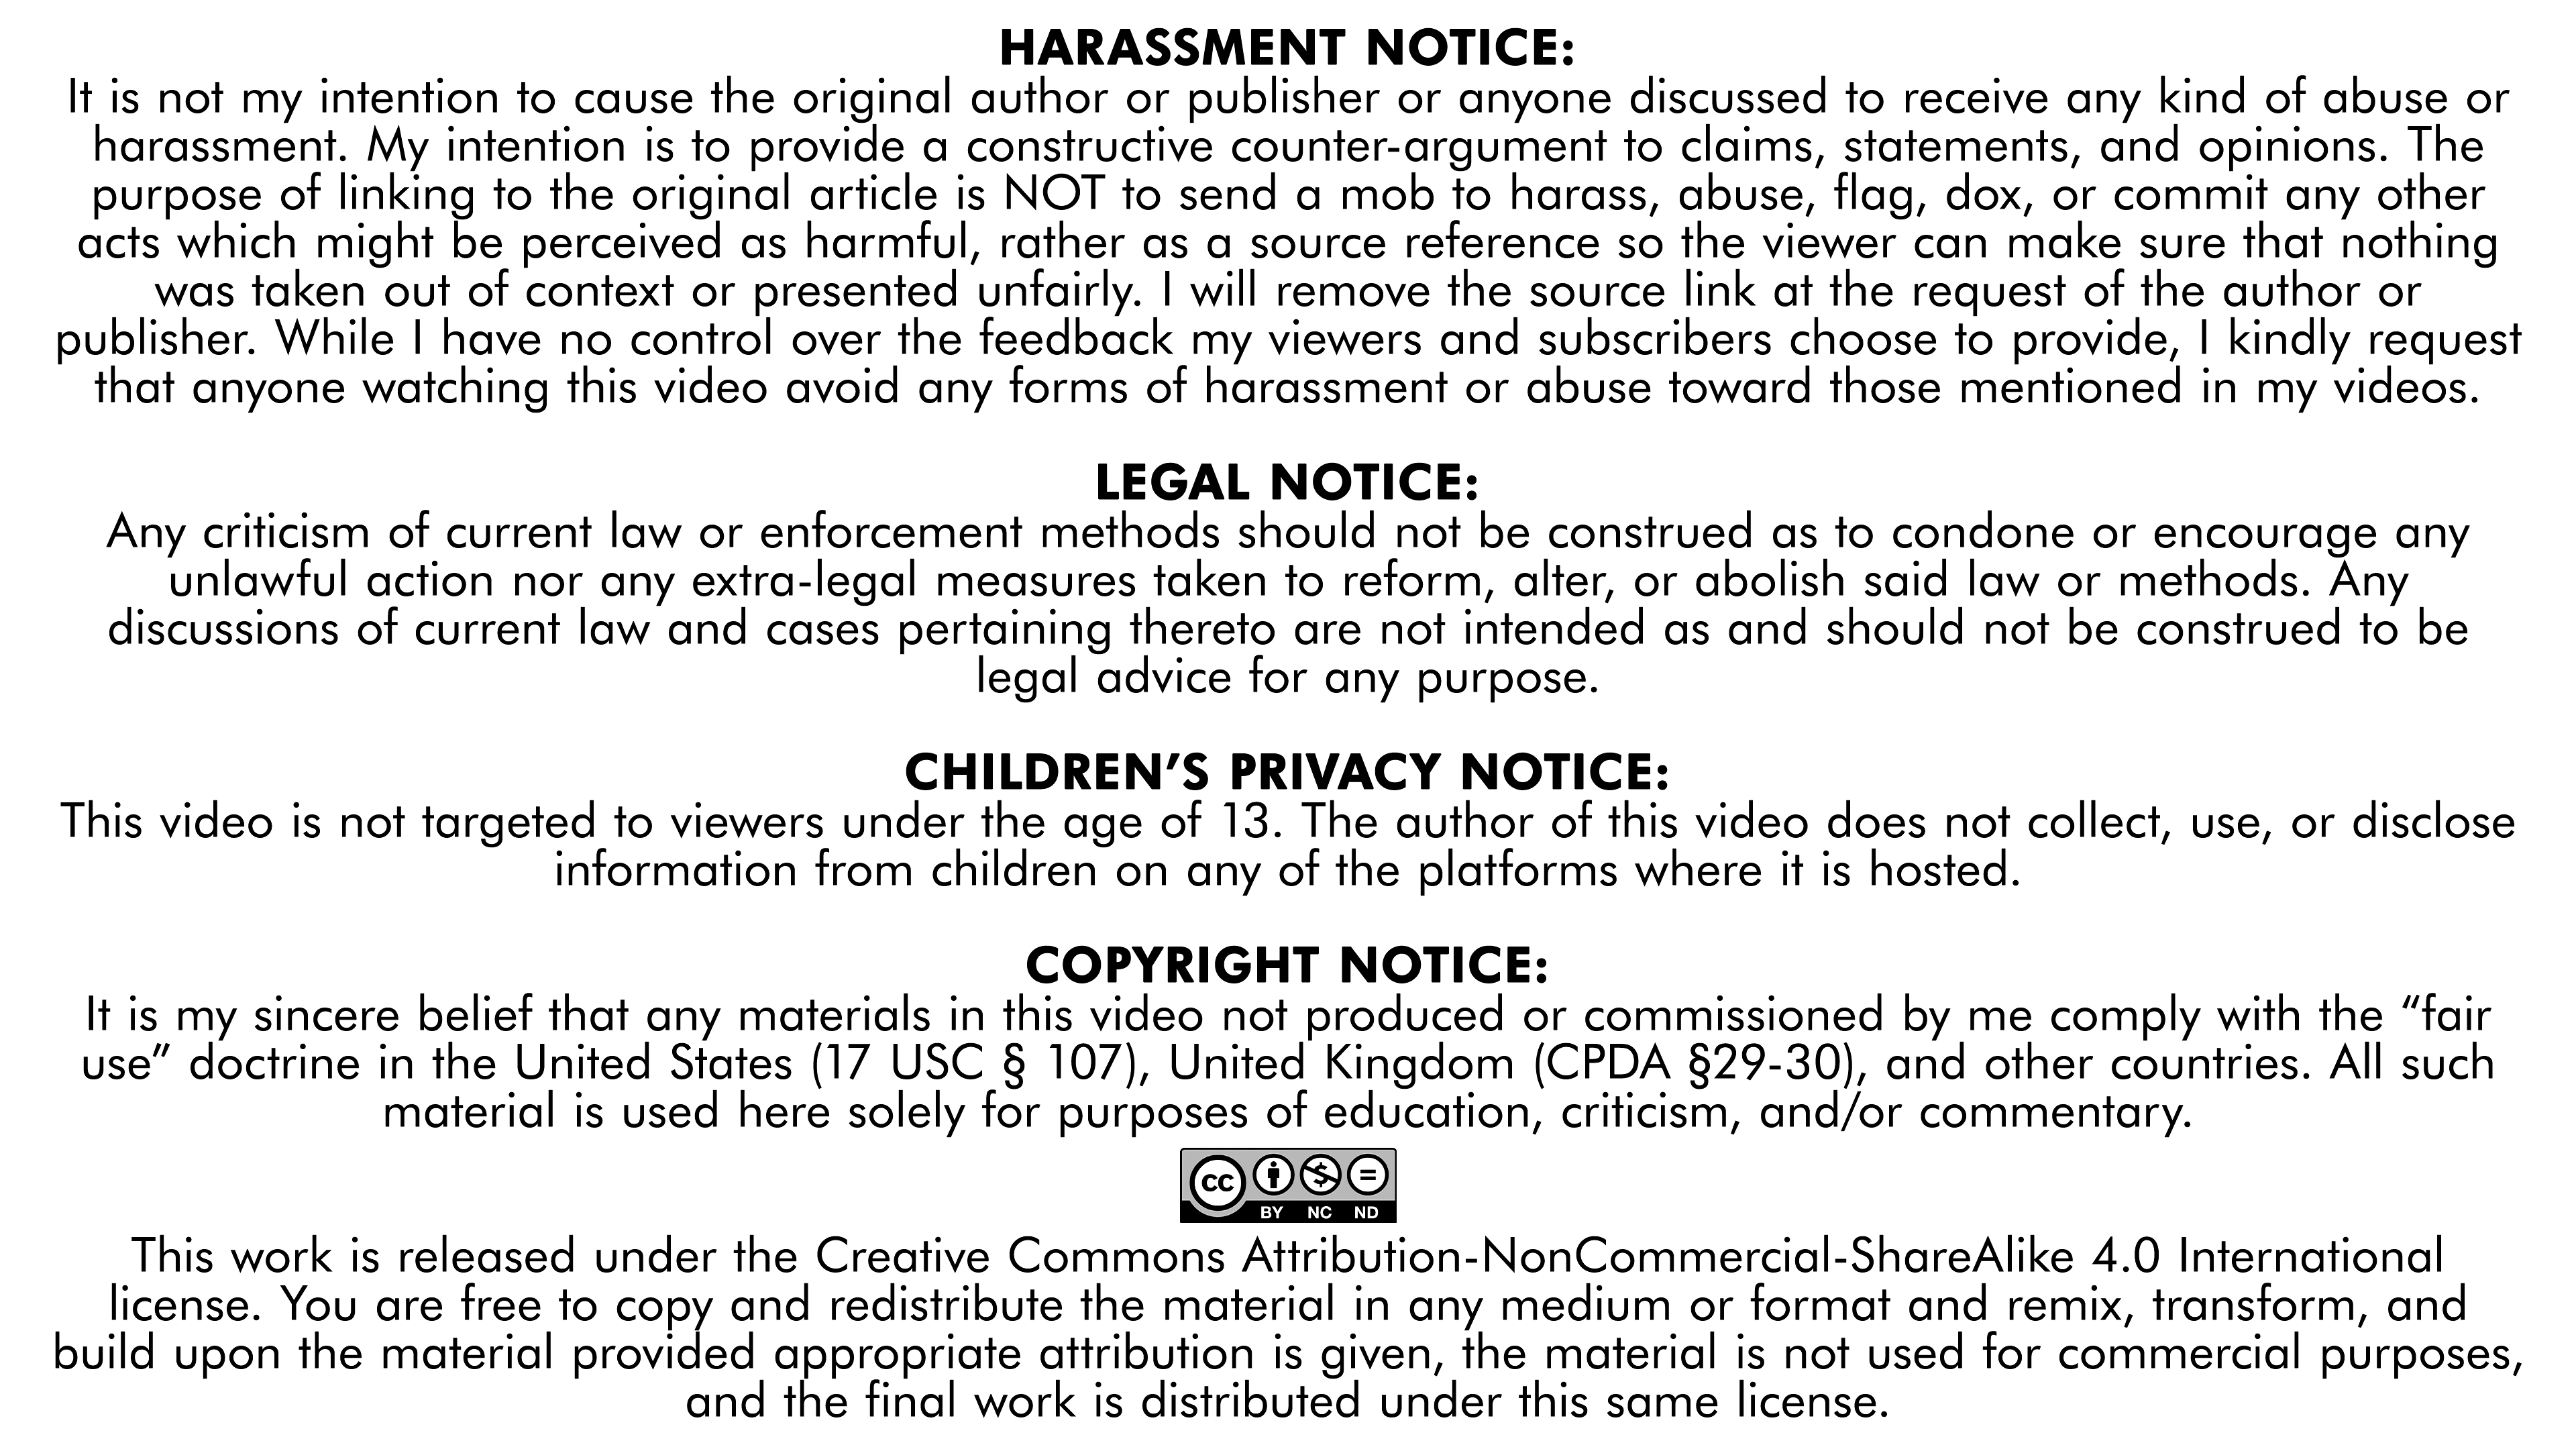 HARASSMENT NOTICE:
It is not my intention to cause the original author or publisher or anyone discussed to receive any kind of abuse or
harassment. My intention is to provide a constructive counter-argument to claims, statements, and opinions. The
purpose of linking to the original article is NOT to send a mob to harass, abuse, flag, dox, or commit any other
acts which might be perceived as harmful, rather as a source reference so the viewer can make sure that nothing
was taken out of context or presented unfairly. I will remove the source link at the request of the author or
publisher. While I have no control over the feedback my viewers and subscribers choose to provide, I kindly request
that anyone watching this video avoid any forms of harassment or abuse toward those mentioned in my videos.
LEGAL NOTICE:
Any criticism of current law or enforcement methods should not be construed as to condone or encourage any
unlawful action nor any extra-legal measures taken to reform, alter, or abolish said law or methods. Any
discussions of current law and cases pertaining thereto are not intended as and should not be construed to be
legal advice for any purpose.
CHILDREN’S PRIVACY NOTICE:
This video is not targeted to viewers under the age of 13. The author of this video does not collect, use, or disclose
information from children on any of the platforms where it is hosted.
COPYRIGHT NOTICE:
It is my sincere belief that any materials in this video not produced or commissioned by me comply with the “fair
use” doctrine in the United States (17 USC § 107), United Kingdom (CPDA §29-30), and other countries. All such
material is used here solely for purposes of education, criticism, and/or commentary.
cc $ =
BY NC ND
This work is released under the Creative Commons Attribution-NonCommercial-ShareAlike 4.0 International
license. You are free to copy and redistribute the material in any medium or format and remix, transform, and
build upon the material provided appropriate attribution is given, the material is not used for commercial purposes,
and the final work is distributed under this same license.